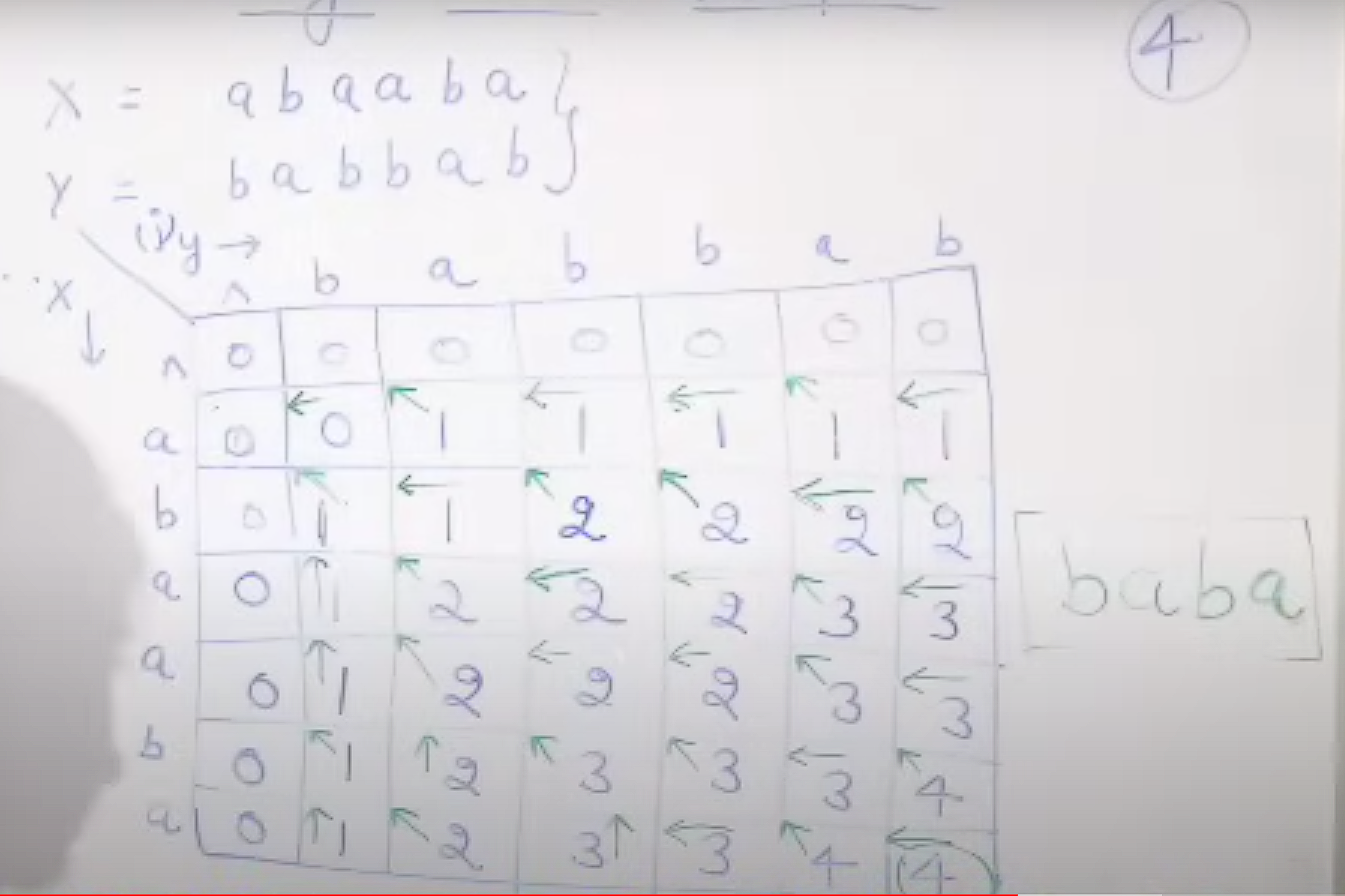 4
X = a b a a b a }
Y = b a b b a b }
(i) y →
X ↓
^ b a b b a b
^ 0 0 0 0 0 0 0
a 0 ← 0 ↖ 1 ← 1 ← 1 ↖ 1 ← 1
b 0 ↖ 1 ← 1 ↖ 2 ↖ 2 ← 2 ↖ 2
a 0 ↑ 1 ↖ 2 ← 2 ← 2 ↖ 3 ← 3
a 0 ↑ 1 ↖ 2 ← 2 ← 2 ↖ 3 ← 3
b 0 ↖ 1 ↑ 2 ↖ 3 ↖ 3 ← 3 ↖ 4
a 0 ↑ 1 ↖ 2 3 ↑ ← 3 ↖ 4 ← 4
[baba]